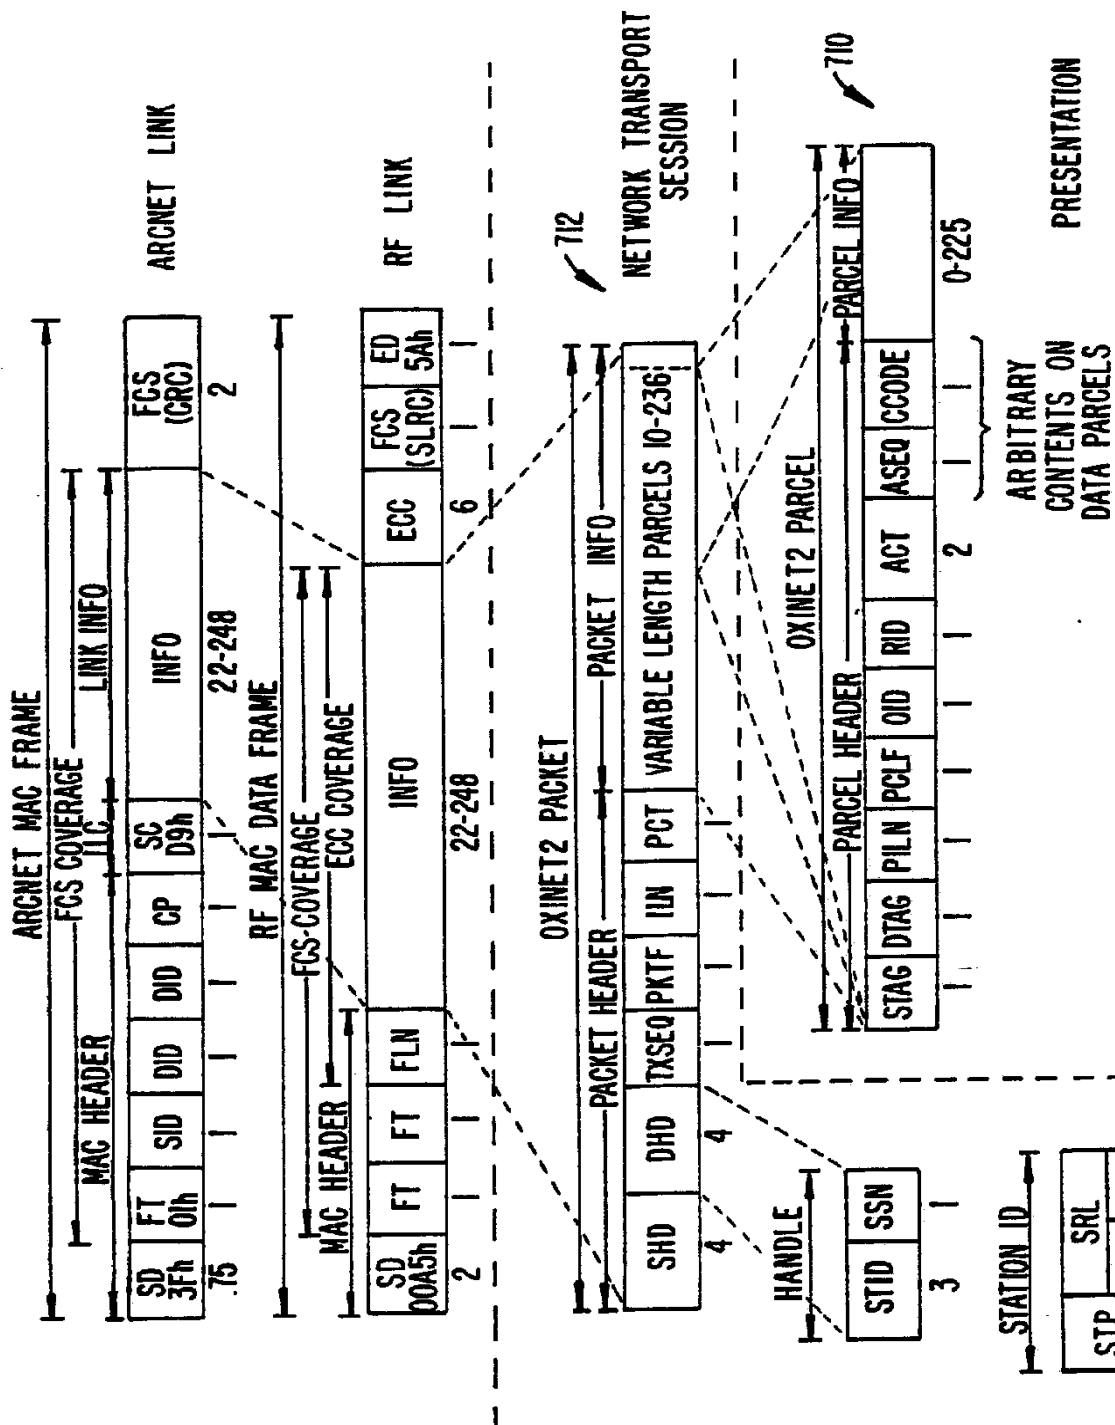 ARCNET MAC FRAME
FCS COVERAGE
MAC HEADER
LINK INFO
SD 3Fh
FT 01h
SID
DID
DID
CP
SC D9h
INFO
FCS (CRC)
.75 1 1 1 1 1 1 22-248 2
ARCNET LINK
RF MAC DATA FRAME
FCS-COVERAGE
MAC HEADER
ECC COVERAGE
SD 00A5h
FT
FT
FLN
INFO
ECC
FCS (SLRC)
ED 5Ah
2 1 1 1 22-248 6 1 1
RF LINK
712
OXINET2 PACKET
PACKET HEADER
PACKET INFO
SHD
DHD
TXSEQ
PKTF
ILN
PCT
VARIABLE LENGTH PARCELS 10-236
4 4 1 1 1 1
NETWORK TRANSPORT
SESSION
HANDLE
STID
SSN
3 1
710
OXINET2 PARCEL
PARCEL HEADER
PARCEL INFO
STAG
DTAG
PILN
PCLF
OID
RID
ACT
ASEQ
CCODE
1 1 1 1 1 1 2 1 1 0-225
ARBITRARY
CONTENTS ON
DATA PARCELS
PRESENTATION
STATION ID
STP
SRL